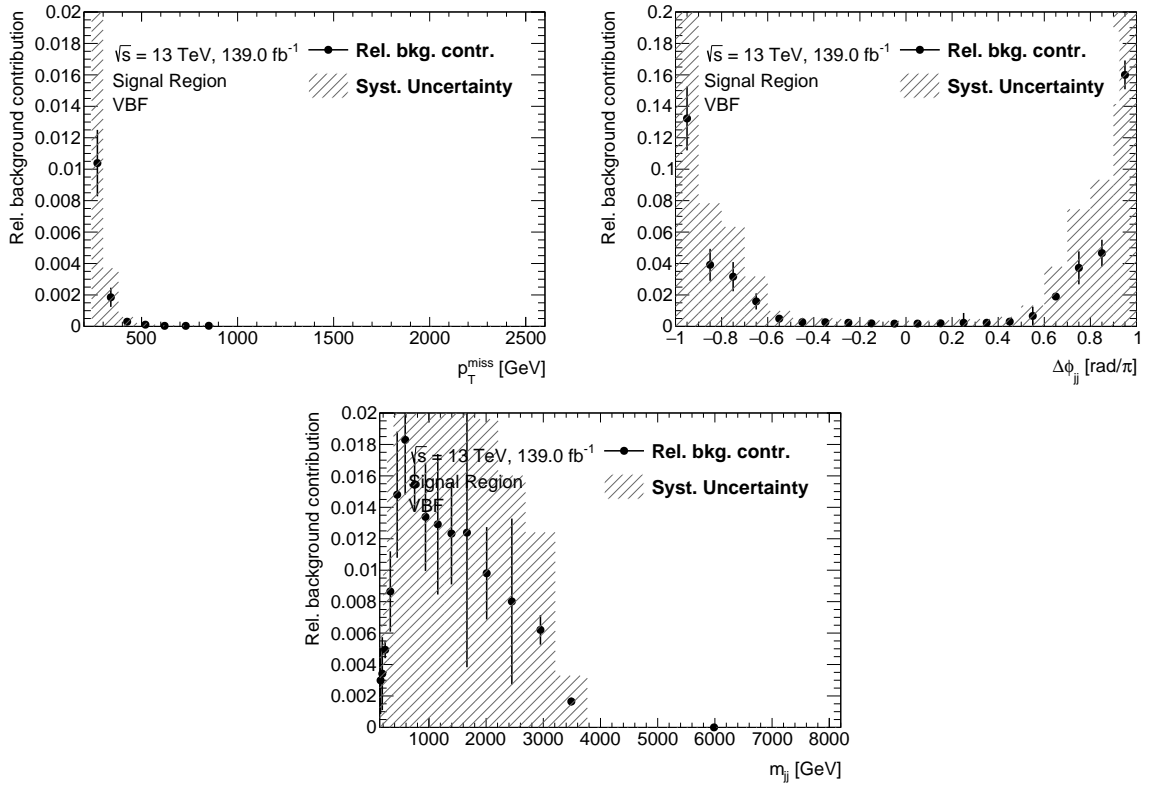 Rel. background contribution
0.02
0.018
0.016
0.014
0.012
0.01
0.008
0.006
0.004
0.002
0
√s = 13 TeV, 139.0 fb⁻¹
Signal Region
VBF
Rel. bkg. contr.
Syst. Uncertainty
500 1000 1500 2000 2500
p_T^miss [GeV]
Rel. background contribution
0.2
0.18
0.16
0.14
0.12
0.1
0.08
0.06
0.04
0.02
0
√s = 13 TeV, 139.0 fb⁻¹
Signal Region
VBF
Rel. bkg. contr.
Syst. Uncertainty
−1 −0.8 −0.6 −0.4 −0.2 0 0.2 0.4 0.6 0.8 1
Δϕ_jj [rad/π]
Rel. background contribution
0.02
0.018
0.016
0.014
0.012
0.01
0.008
0.006
0.004
0.002
0
√s = 13 TeV, 139.0 fb⁻¹
Signal Region
VBF
Rel. bkg. contr.
Syst. Uncertainty
1000 2000 3000 4000 5000 6000 7000 8000
m_jj [GeV]